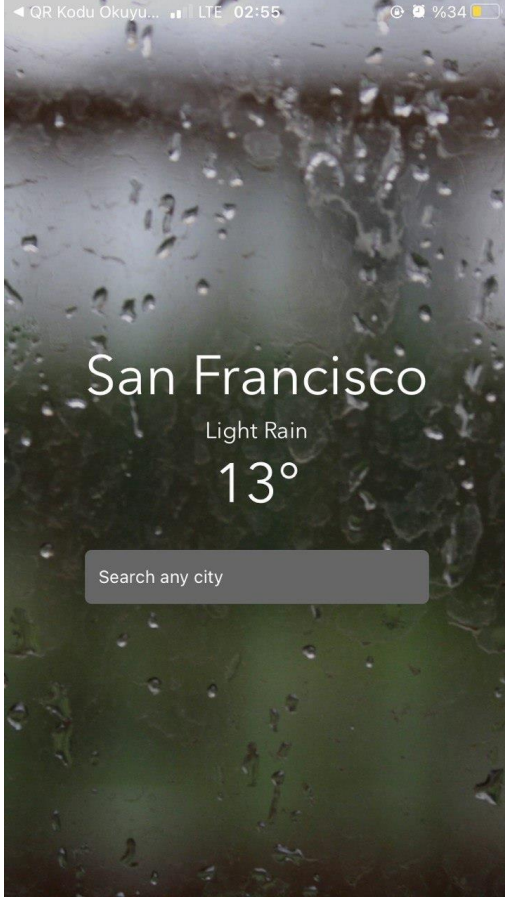 ◀ QR Kodu Okuyu... LTE 02:55 %34
San Francisco
Light Rain
13°
Search any city